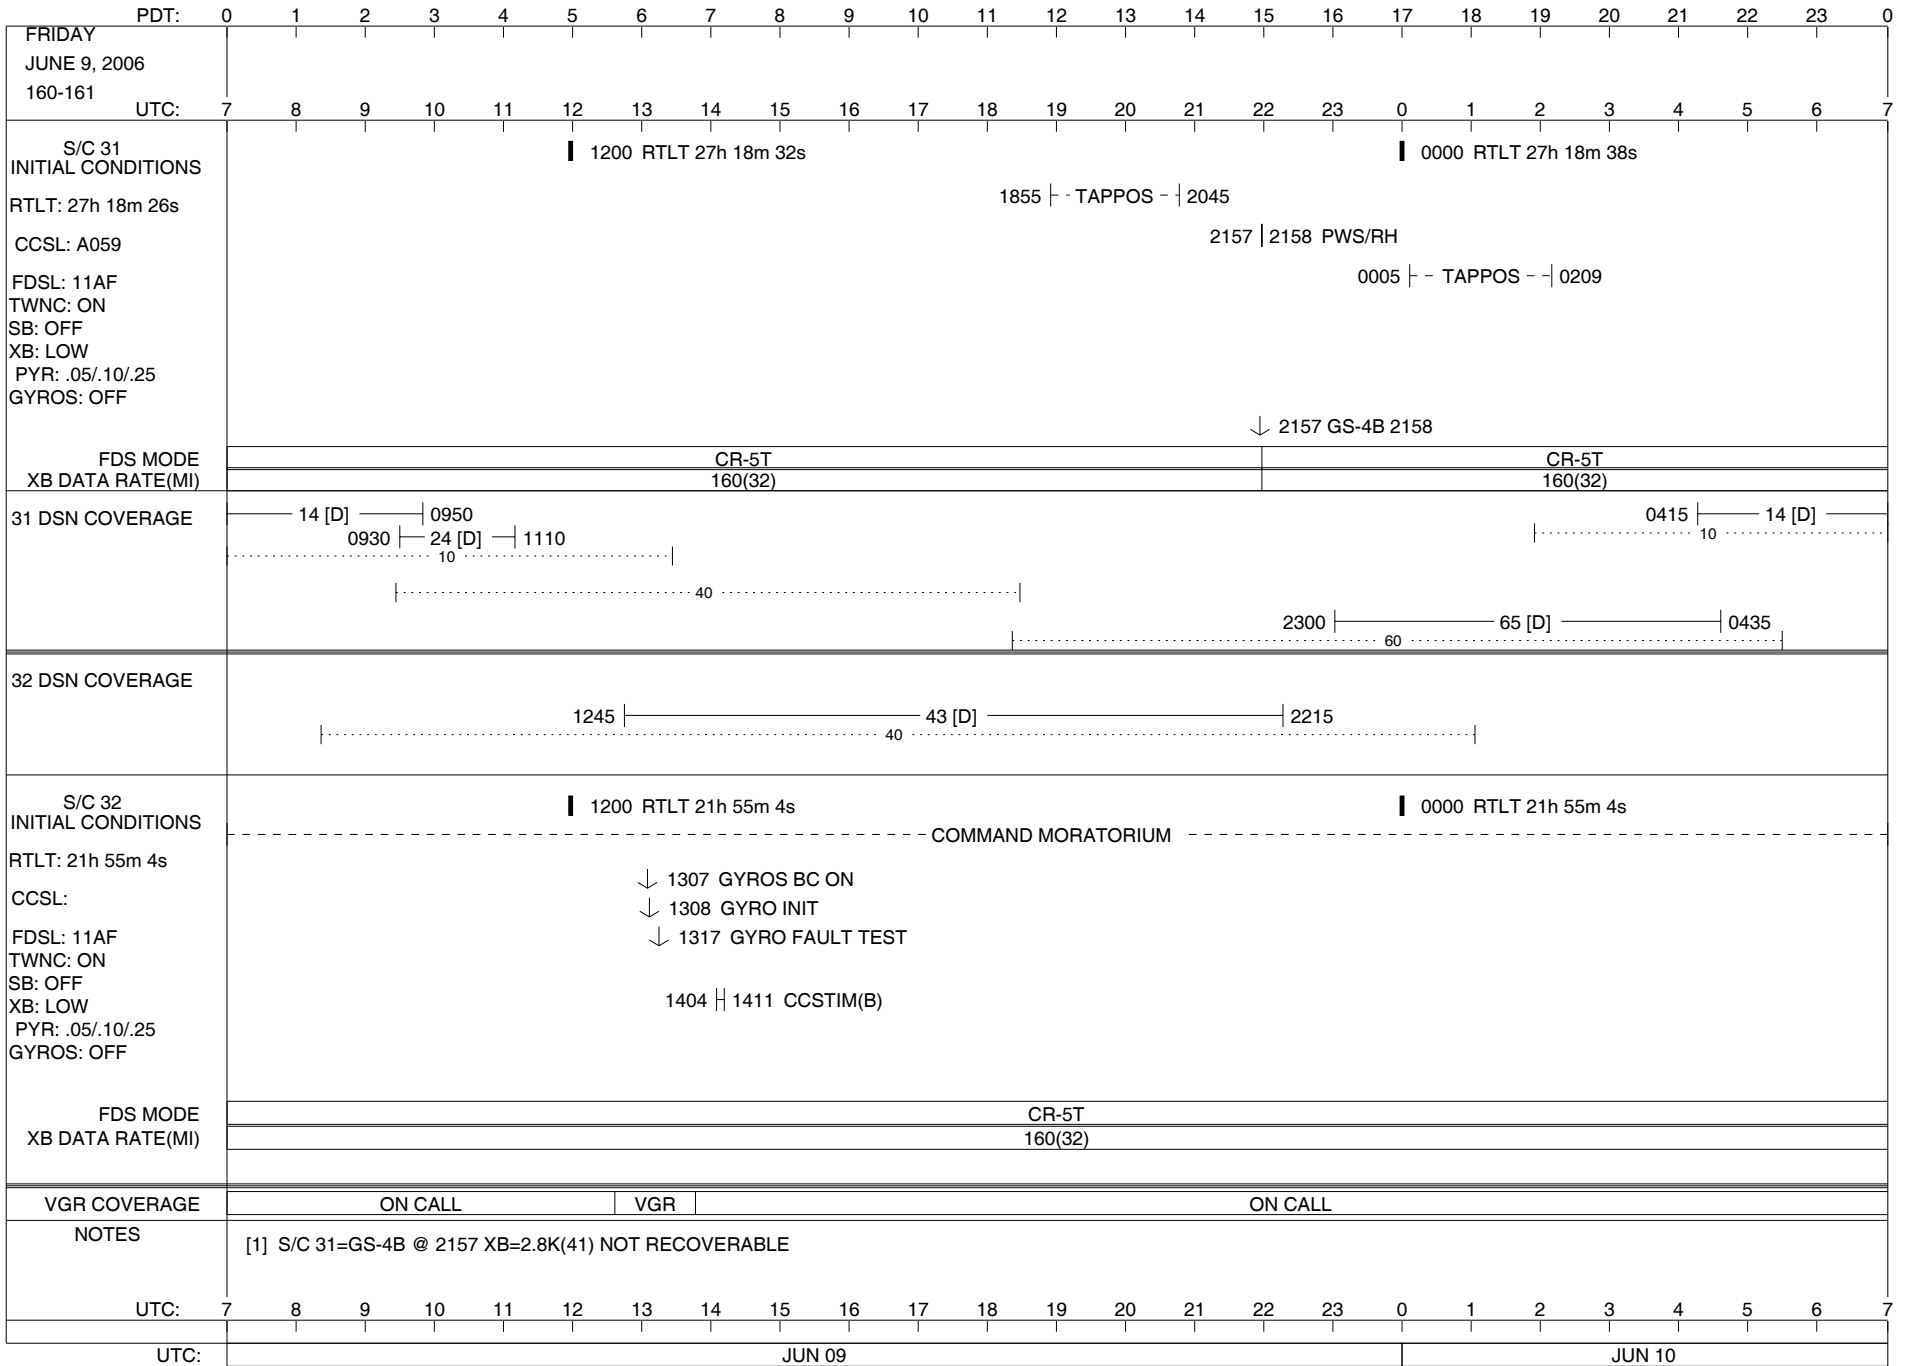 PDT: 0 1 2 3 4 5 6 7 8 9 10 11 12 13 14 15 16 17 18 19 20 21 22 23 0
FRIDAY
JUNE 9, 2006
160-161
UTC: 7 8 9 10 11 12 13 14 15 16 17 18 19 20 21 22 23 0 1 2 3 4 5 6 7
S/C 31
INITIAL CONDITIONS
1200 RTLT 27h 18m 32s
0000 RTLT 27h 18m 38s
1855 TAPPOS 2045
RTLT: 27h 18m 26s
2157 2158 PWS/RH
CCSL: A059
0005 TAPPOS 0209
FDSL: 11AF
TWNC: ON
SB: OFF
XB: LOW
PYR: .05/.10/.25
GYROS: OFF
2157 GS-4B 2158
FDS MODE CR-5T CR-5T
XB DATA RATE(MI) 160(32) 160(32)
31 DSN COVERAGE 14 [D] 0950 0415 14 [D]
0930 24 [D] 1110 10
10
40
2300 65 [D] 0435
60
32 DSN COVERAGE
1245 43 [D] 2215
40
S/C 32
INITIAL CONDITIONS
1200 RTLT 21h 55m 4s
0000 RTLT 21h 55m 4s
COMMAND MORATORIUM
RTLT: 21h 55m 4s
1307 GYROS BC ON
CCSL:
1308 GYRO INIT
FDSL: 11AF
1317 GYRO FAULT TEST
TWNC: ON
SB: OFF
XB: LOW
1404 1411 CCSTIM(B)
PYR: .05/.10/.25
GYROS: OFF
FDS MODE CR-5T
XB DATA RATE(MI) 160(32)
VGR COVERAGE ON CALL VGR ON CALL
NOTES
[1] S/C 31=GS-4B @ 2157 XB=2.8K(41) NOT RECOVERABLE
UTC: 7 8 9 10 11 12 13 14 15 16 17 18 19 20 21 22 23 0 1 2 3 4 5 6 7
UTC: JUN 09 JUN 10